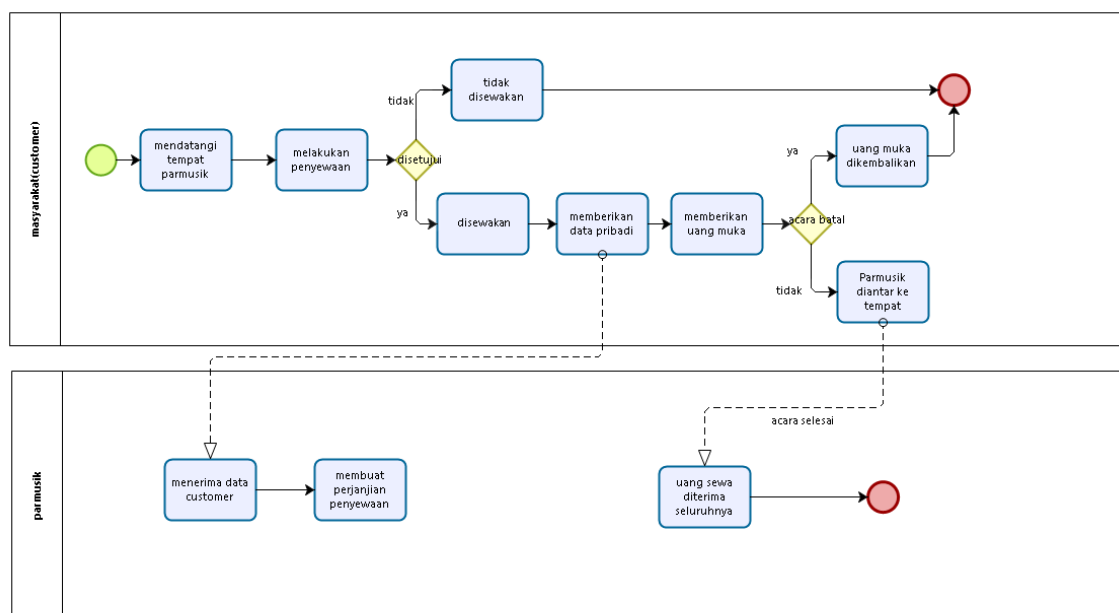 masyarakat(customer)
mendatangi
tempat
parmusik
melakukan
penyewaan
disetujui
tidak
tidak
disewakan
ya
disewakan
memberikan
data pribadi
memberikan
uang muka
acara batal
ya
uang muka
dikembalikan
tidak
Parmusik
diantar ke
tempat
parmusik
menerima data
customer
membuat
perjanjian
penyewaan
acara selesai
uang sewa
diterima
seluruhnya